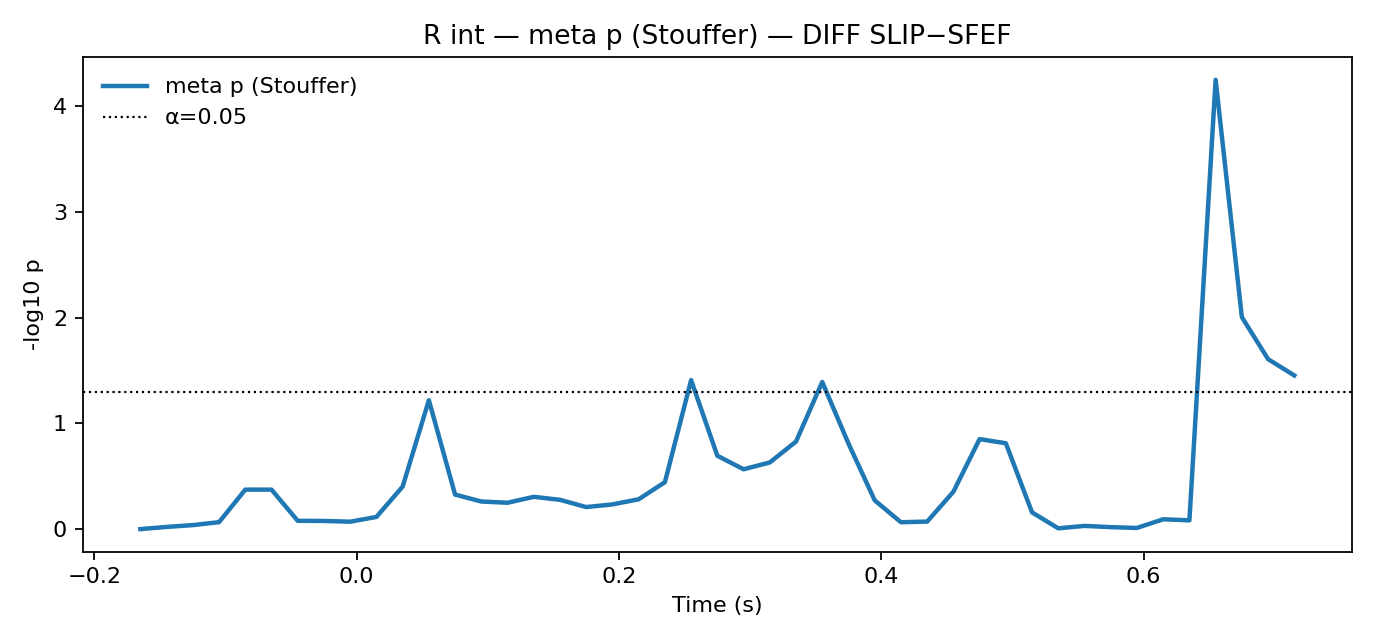 R int — meta p (Stouffer) — DIFF SLIP−SFEF
meta p (Stouffer)
α=0.05
-log10 p
4
3
2
1
0
−0.2
0.0
0.2
0.4
0.6
Time (s)